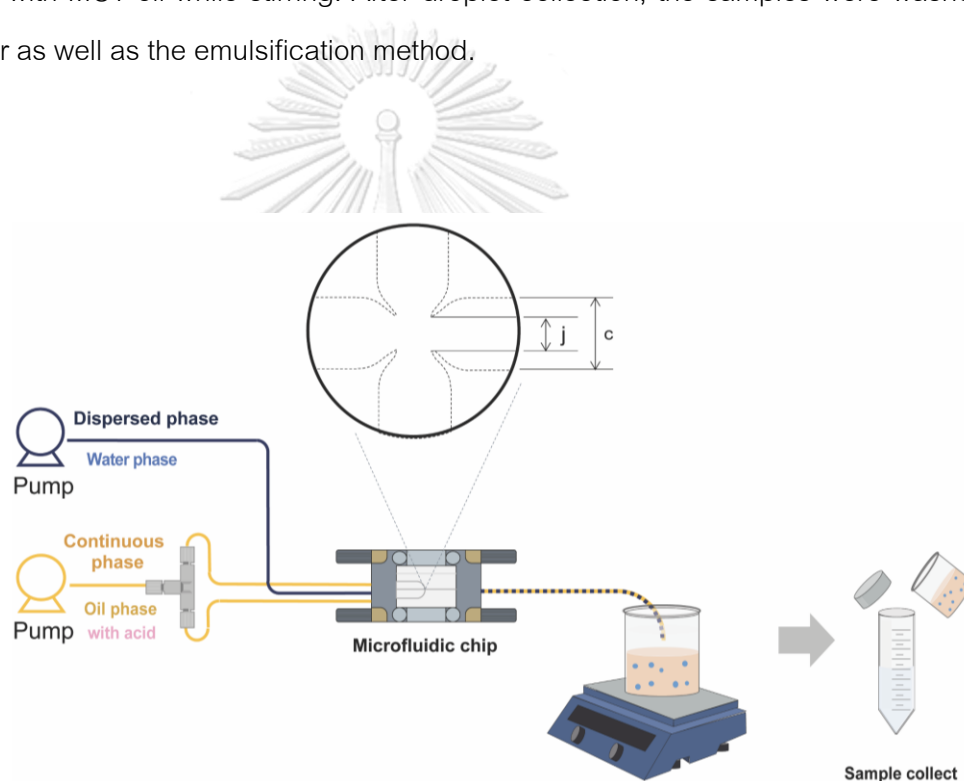 r as well as the emulsification method.
j
c
Dispersed phase
Water phase
Pump
Continuous
phase
Oil phase
with acid
Pump
Microfluidic chip
Sample collect